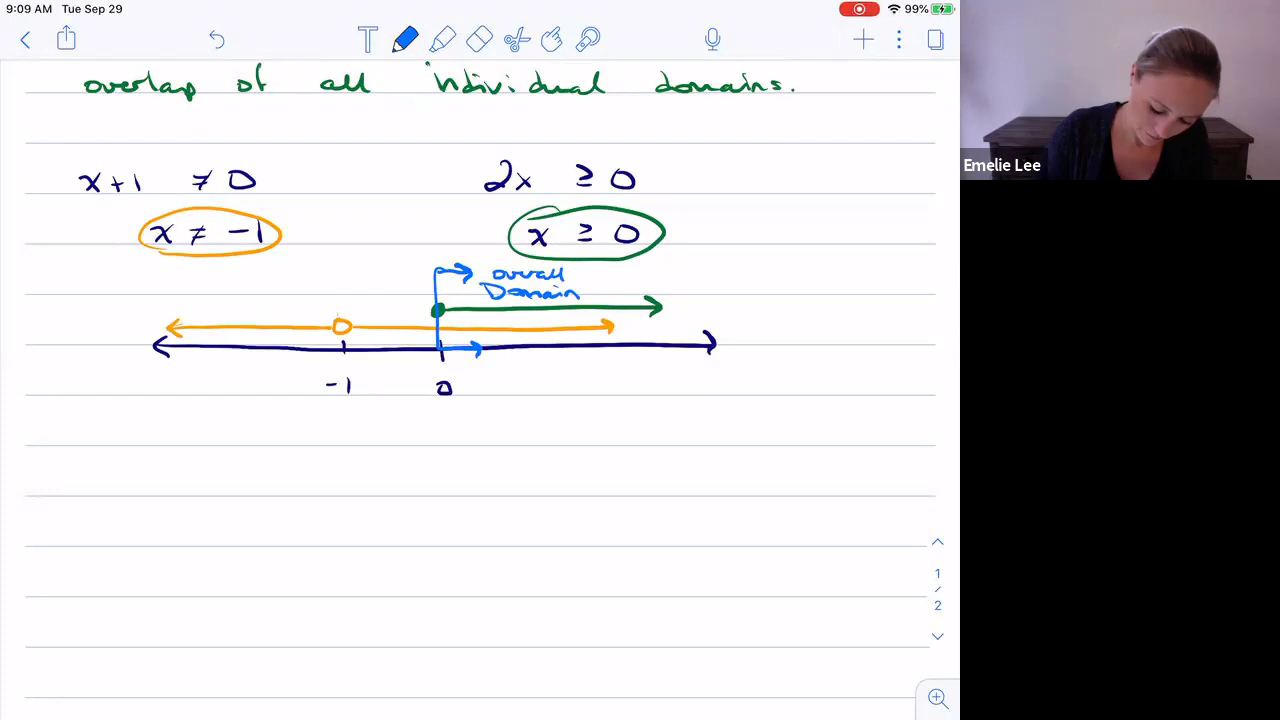 9:09 AM Tue Sep 29
99%
overlap of all individual domains.
x+1 ≠ 0
2x ≥ 0
x ≠ -1
x ≥ 0
overall
Domain
-1
0
1
/
2
T
Emelie Lee